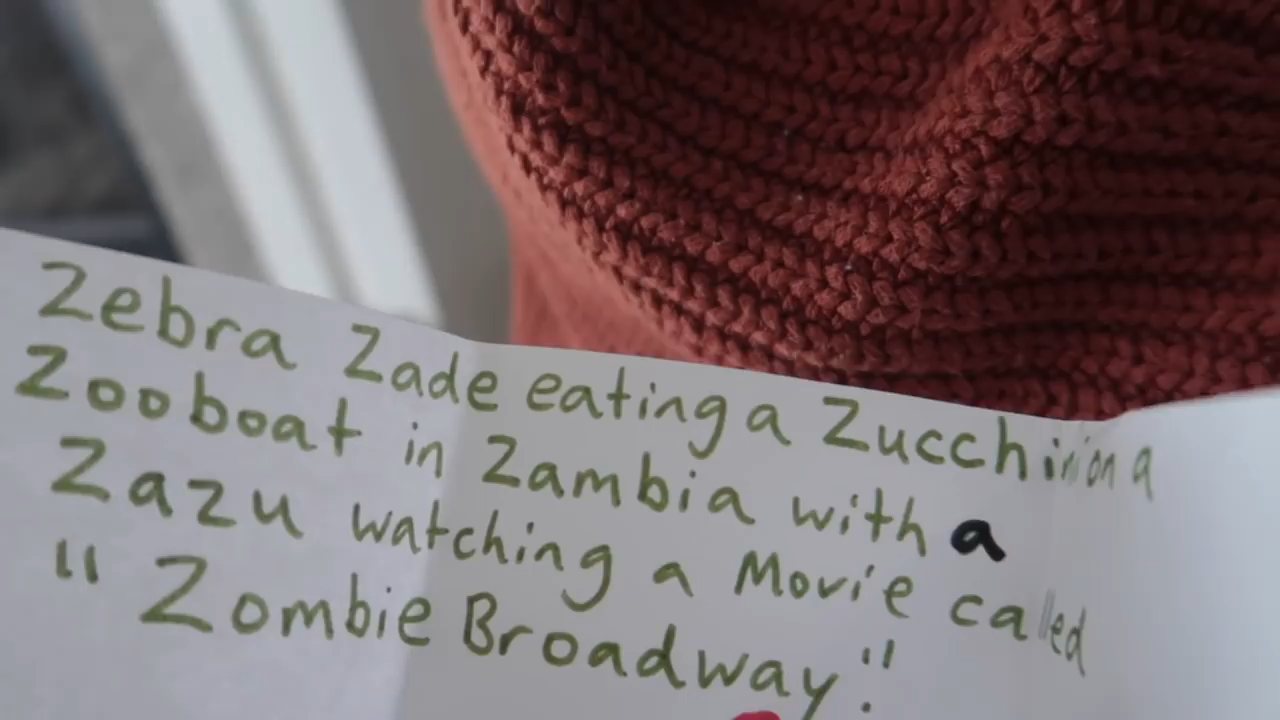 Zebra Zade eating a Zucchini on a
Zooboat in Zambia with a
Zazu watching a Movie called
"Zombie Broadway!"